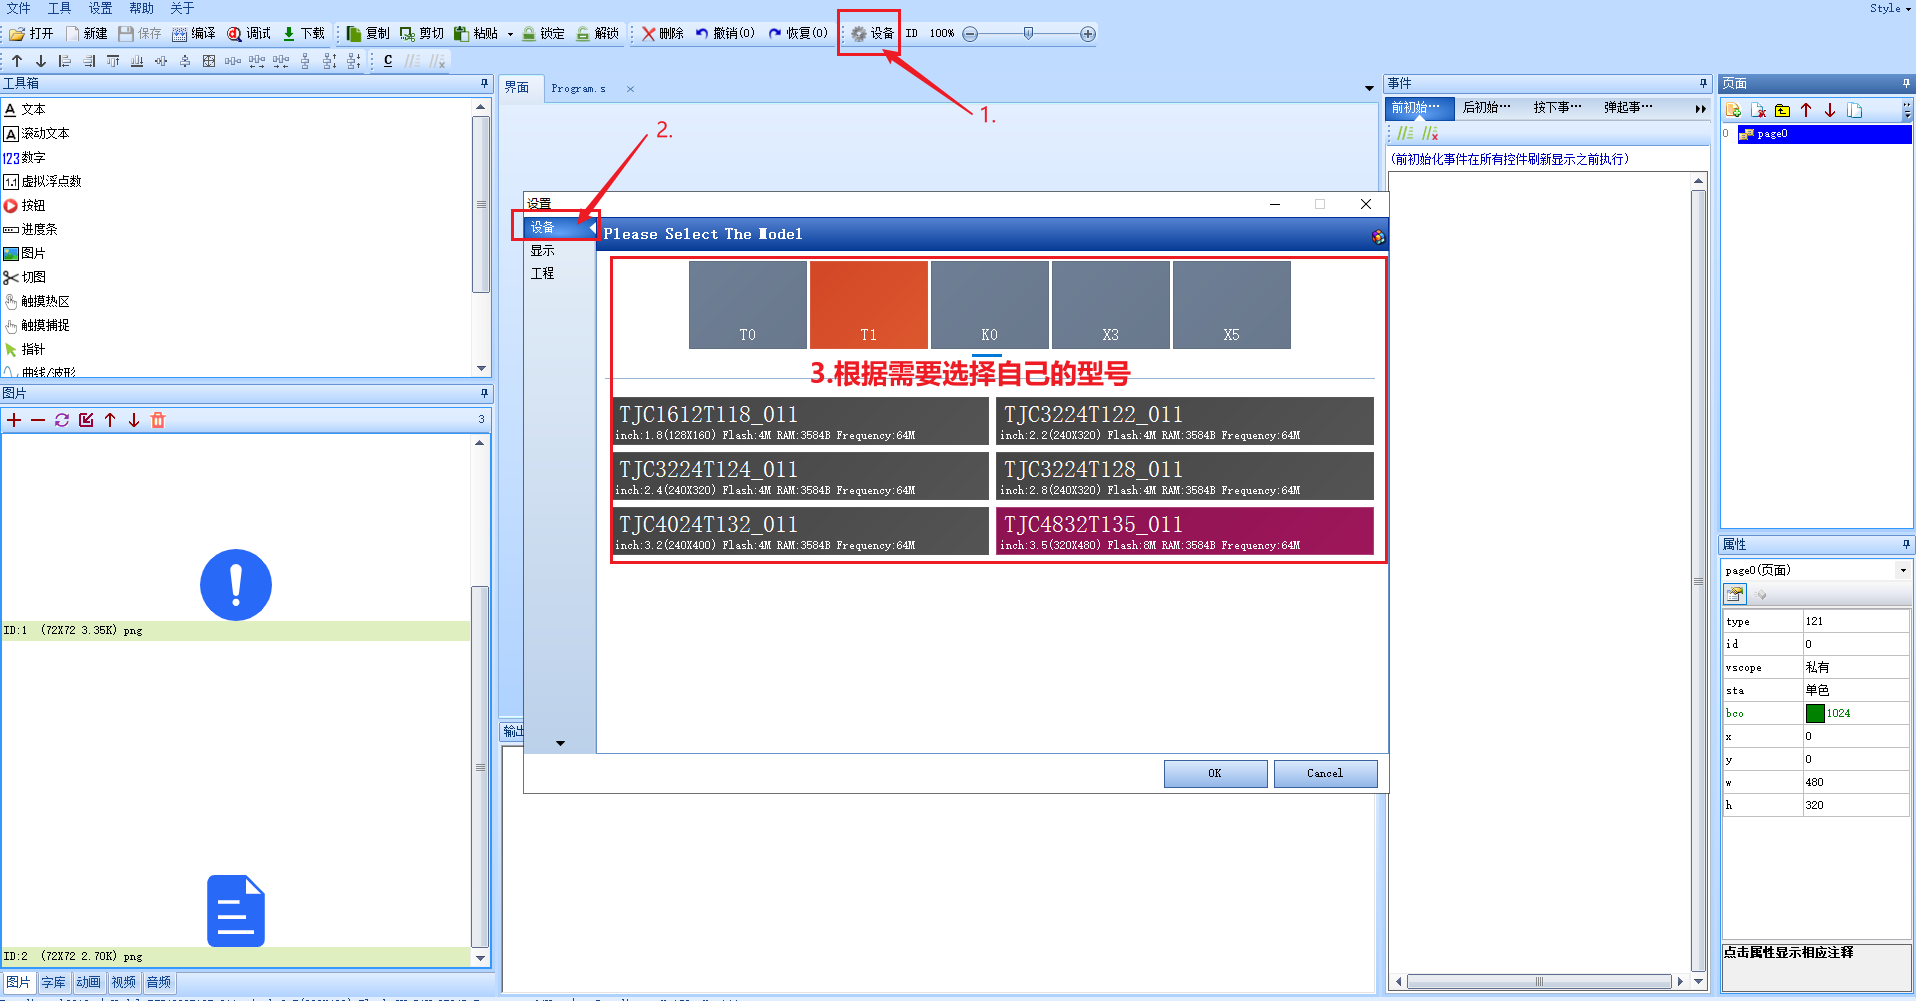 文件 工具 设置 帮助 关于 Style
打开 新建 保存 编译 调试 下载 复制 剪切 粘贴 锁定 解锁 删除 撤销(0) 恢复(0) 设备 ID 100%
C
1.
2.
工具箱
文本
滚动文本
数字
虚拟浮点数
按钮
进度条
图片
切图
触摸热区
触摸捕捉
指针
曲线/波形
图片
3
ID:1 (72X72 3.35K) png
ID:2 (72X72 2.70K) png
图片 字库 动画 视频 音频
界面 Program.s
输出
设置
设备
显示
工程
Please Select The Model
T0 T1 K0 X3 X5
3.根据需要选择自己的型号
TJC1612T118_011
inch:1.8(128X160) Flash:4M RAM:3584B Frequency:64M
TJC3224T122_011
inch:2.2(240X320) Flash:4M RAM:3584B Frequency:64M
TJC3224T124_011
inch:2.4(240X320) Flash:4M RAM:3584B Frequency:64M
TJC3224T128_011
inch:2.8(240X320) Flash:4M RAM:3584B Frequency:64M
TJC4024T132_011
inch:3.2(240X400) Flash:4M RAM:3584B Frequency:64M
TJC4832T135_011
inch:3.5(320X480) Flash:8M RAM:3584B Frequency:64M
OK Cancel
事件
前初始… 后初始… 按下事… 弹起事…
(前初始化事件在所有控件刷新显示之前执行)
页面
0 page0
属性
page0(页面)
type 121
id 0
vscope 私有
sta 单色
bco 1024
x 0
y 0
w 480
h 320
点击属性显示相应注释